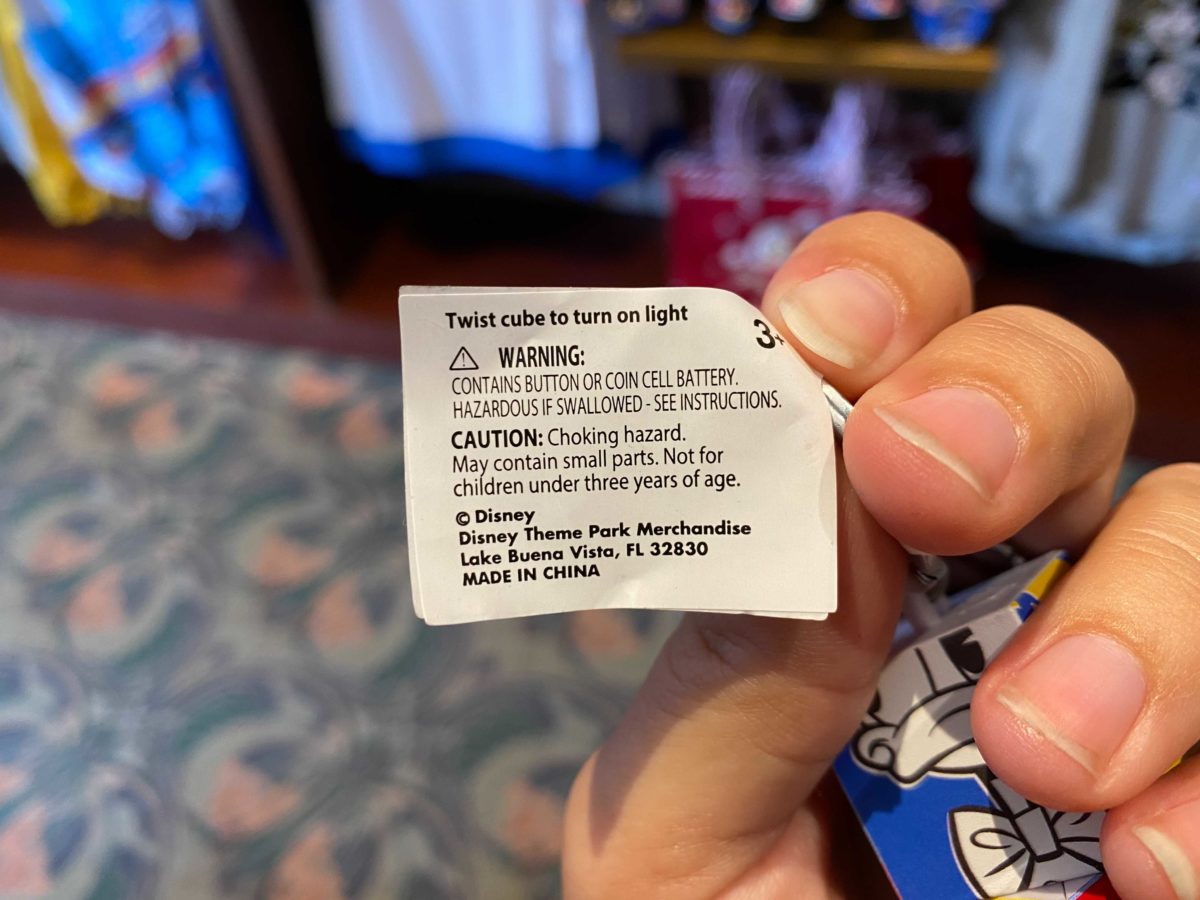 Twist cube to turn on light
3+
WARNING:
CONTAINS BUTTON OR COIN CELL BATTERY.
HAZARDOUS IF SWALLOWED - SEE INSTRUCTIONS.
CAUTION: Choking hazard.
May contain small parts. Not for
children under three years of age.
© Disney
Disney Theme Park Merchandise
Lake Buena Vista, FL 32830
MADE IN CHINA